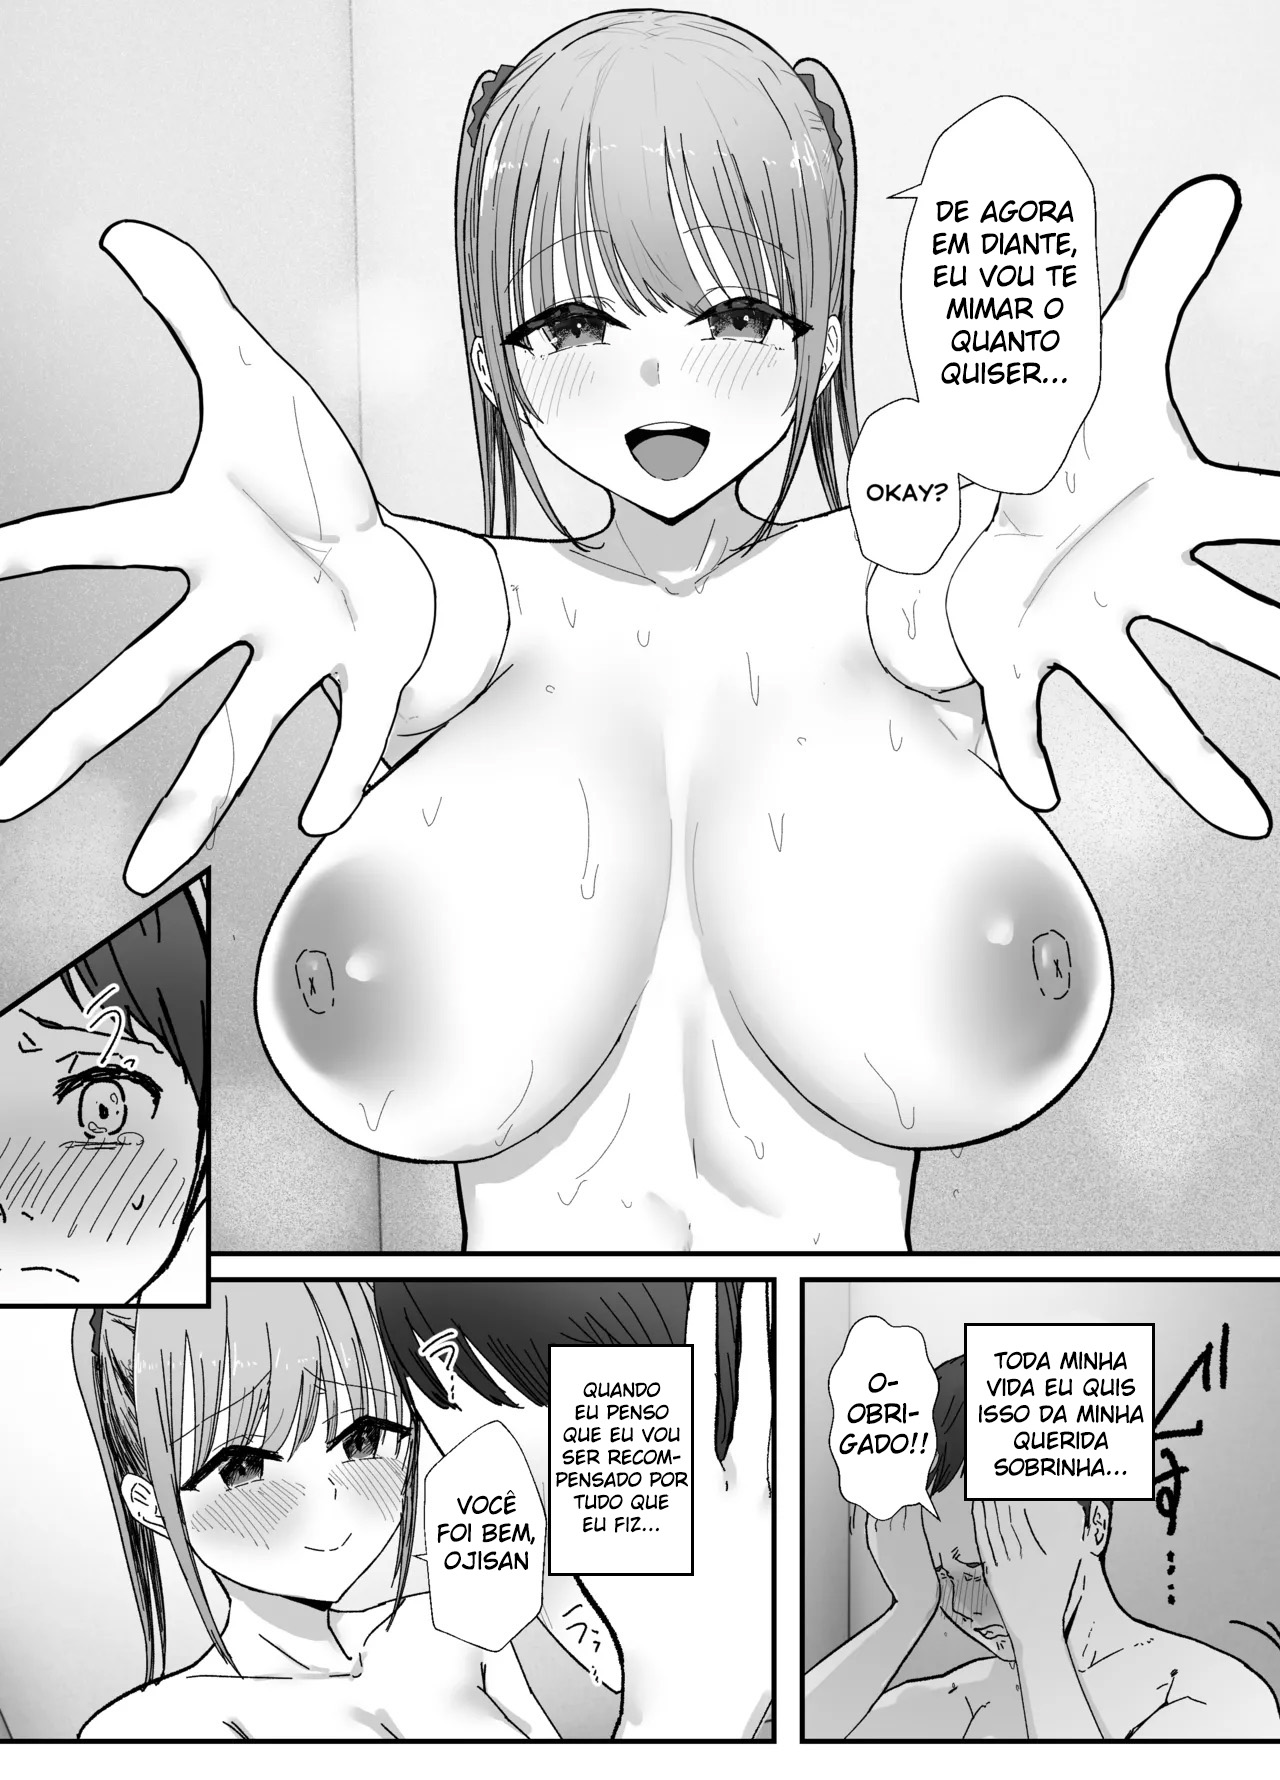 DE AGORA
EM DIANTE,
EU VOU TE
MIMAR O
QUANTO
QUISER...
OKAY?
QUANDO
EU PENSO
QUE EU VOU
SER RECOM-
PENSADO POR
TUDO QUE
EU FIZ...
VOCÊ
FOI BEM,
OJISAN
O-
OBRI-
GADO!!
TODA MINHA
VIDA EU QUIS
ISSO DA MINHA
QUERIDA
SOBRINHA...